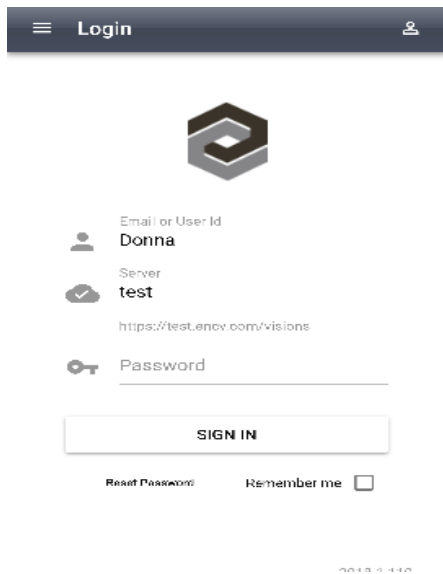 Login
Email or User Id
Donna
Server
test
https://test.encv.com/visions
Password
SIGN IN
Reset Password Remember me